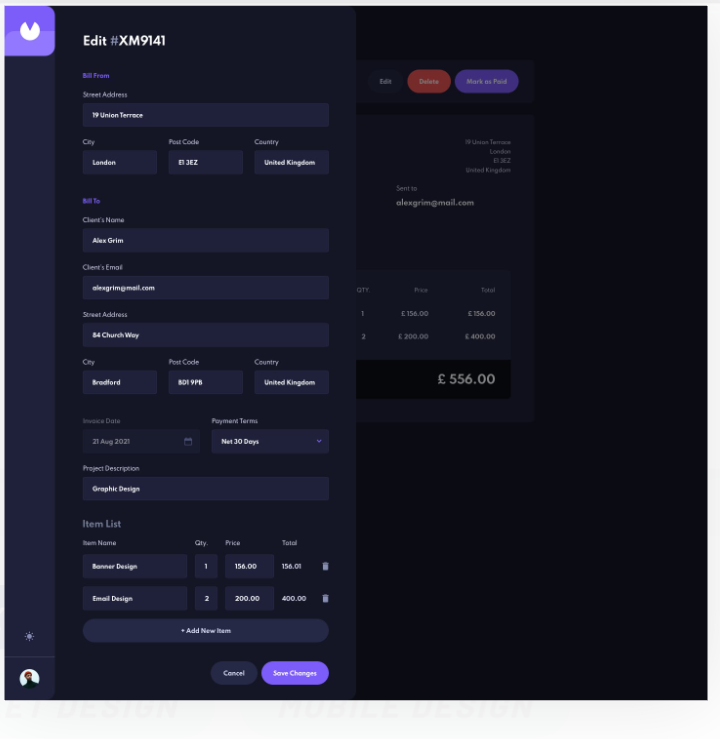 Edit #XM9141
Bill From
Street Address
19 Union Terrace
City Post Code Country
London E1 3EZ United Kingdom
Bill To
Client's Name
Alex Grim
Client's Email
alexgrim@mail.com
Street Address
84 Church Way
City Post Code Country
Bradford BD1 9PB United Kingdom
Invoice Date Payment Terms
21 Aug 2021 Net 30 Days
Project Description
Graphic Design
Item List
Item Name Qty. Price Total
Banner Design 1 156.00 156.01
Email Design 2 200.00 400.00
+ Add New Item
Cancel Save Changes
Edit Delete Mark as Paid
19 Union Terrace
London
E1 3EZ
United Kingdom
Sent to
alexgrim@mail.com
QTY. Price Total
1 £ 156.00 £ 156.00
2 £ 200.00 £ 400.00
£ 556.00
ET DESIGN MOBILE DESIGN